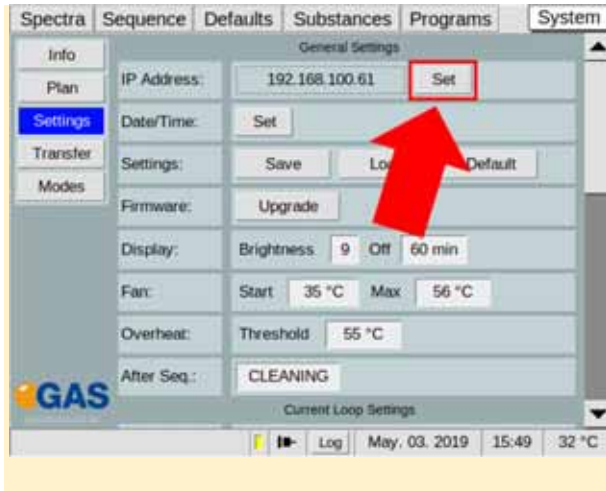 Spectra Sequence Defaults Substances Programs System
Info
Plan
Settings
Transfer
Modes
General Settings
IP Address: 192.168.100.61 Set
Date/Time: Set
Settings: Save Default
Firmware: Upgrade
Display: Brightness 9 Off 60 min
Fan: Start 35 °C Max 56 °C
Overheat: Threshold 55 °C
After Seq.: CLEANING
Current Loop Settings
GAS
Log May. 03. 2019 15:49 32 °C